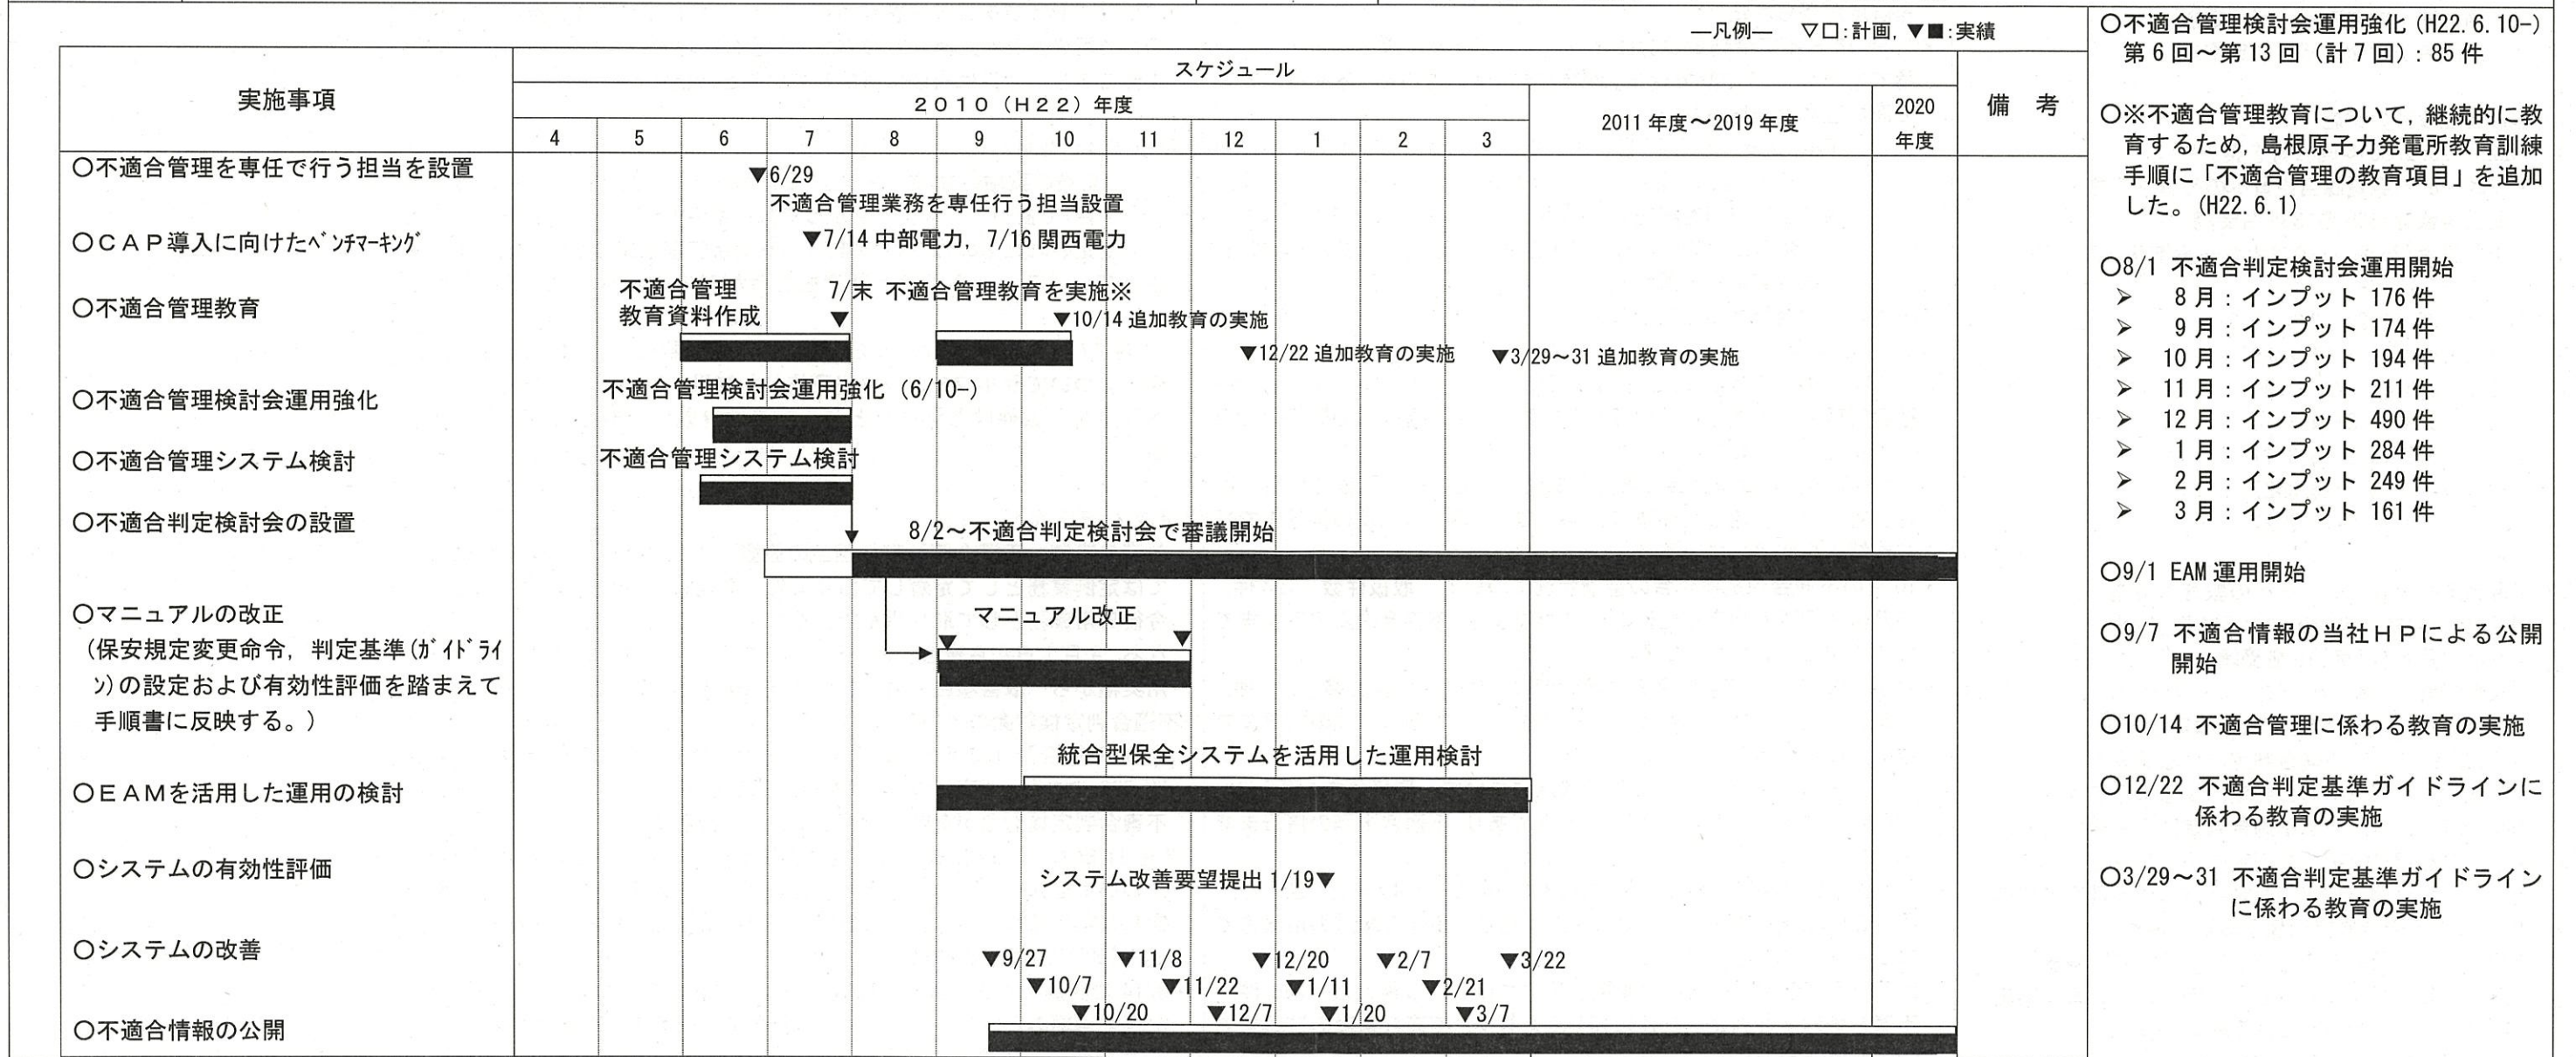 ―凡例― ▽□:計画, ▼■:実績
実施事項
スケジュール
2010(H22)年度
2011年度～2019年度
2020
年度
備 考
4 5 6 7 8 9 10 11 12 1 2 3
○不適合管理を専任で行う担当を設置
▼6/29
不適合管理業務を専任行う担当設置
○CAP導入に向けたﾍﾞﾝﾁﾏｰｷﾝｸﾞ
▼7/14 中部電力, 7/16 関西電力
○不適合管理教育
不適合管理
教育資料作成
7/末 不適合管理教育を実施※
▼
▼10/14 追加教育の実施
▼12/22 追加教育の実施
▼3/29～31 追加教育の実施
○不適合管理検討会運用強化
不適合管理検討会運用強化 (6/10-)
○不適合管理システム検討
不適合管理システム検討
○不適合判定検討会の設置
8/2～不適合判定検討会で審議開始
○マニュアルの改正
(保安規定変更命令, 判定基準(ｶﾞｲﾄﾞﾗｲ
ﾝ)の設定および有効性評価を踏まえて
手順書に反映する。)
マニュアル改正
▼ ▼
○EAMを活用した運用の検討
統合型保全システムを活用した運用検討
○システムの有効性評価
システム改善要望提出 1/19▼
○システムの改善
▼9/27 ▼11/8 ▼12/20 ▼2/7 ▼3/22
▼10/7 ▼11/22 ▼1/11 ▼2/21
▼10/20 ▼12/7 ▼1/20 ▼3/7
○不適合情報の公開
○不適合管理検討会運用強化(H22.6.10-)
第6回～第13回 (計7回):85件
○※不適合管理教育について, 継続的に教
育するため, 島根原子力発電所教育訓練
手順に「不適合管理の教育項目」を追加
した。(H22.6.1)
○8/1 不適合判定検討会運用開始
➢ 8月:インプット 176件
➢ 9月:インプット 174件
➢ 10月:インプット 194件
➢ 11月:インプット 211件
➢ 12月:インプット 490件
➢ 1月:インプット 284件
➢ 2月:インプット 249件
➢ 3月:インプット 161件
○9/1 EAM運用開始
○9/7 不適合情報の当社HPによる公開
開始
○10/14 不適合管理に係わる教育の実施
○12/22 不適合判定基準ガイドラインに
係わる教育の実施
○3/29～31 不適合判定基準ガイドライン
に係わる教育の実施